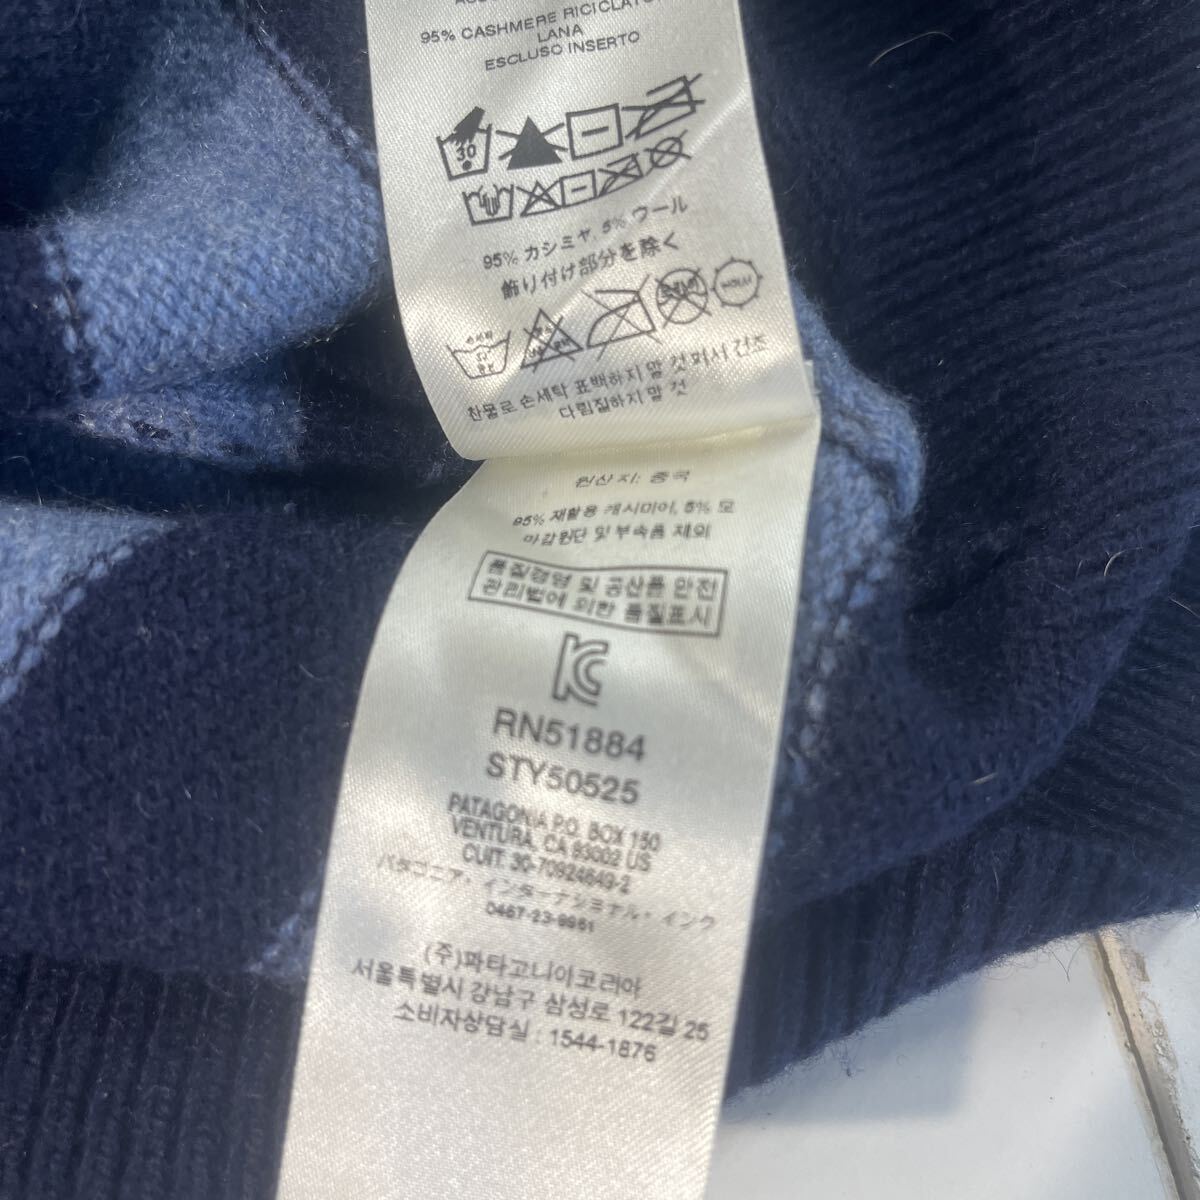 95% CASHMERE RICICLATO
LANA
ESCLUSO INSERTO
30
95% カシミヤ, 5% ウール
飾り付け部分を除く
찬물로 손세탁 표백하지 말 것 뉘서 건조
다림질하지 말 것
원산지: 중국
95% 재활용 캐시미어, 5% 모
마감원단 및 부속품 제외
품질경영 및 공산품 안전
관리법에 의한 품질표시
RN51884
STY50525
PATAGONIA P.O. BOX 150
VENTURA, CA 93002 US
CUIT 30-70924649-2
パタゴニア・インターナショナル・インク
0467-23-8961
(주)파타고니아코리아
서울특별시 강남구 삼성로 122길 25
소비자상담실 : 1544-1876